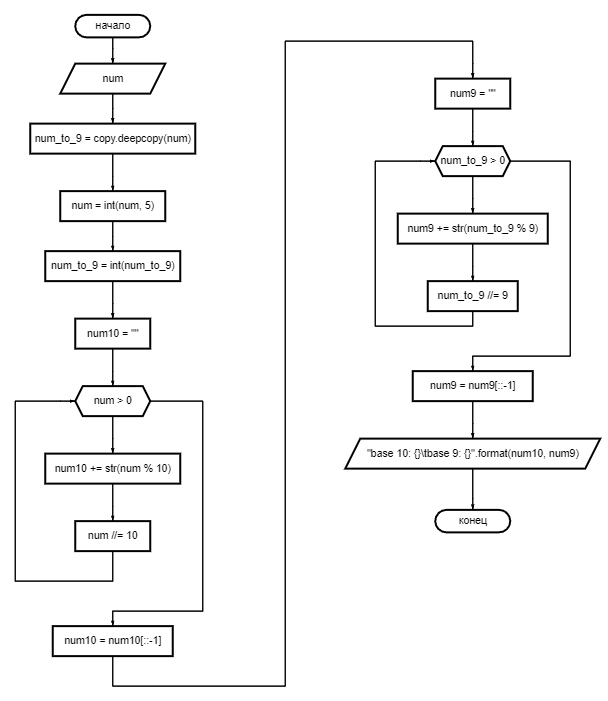 начало
num
num_to_9 = copy.deepcopy(num)
num = int(num, 5)
num_to_9 = int(num_to_9)
num10 = ""
num > 0
num10 += str(num % 10)
num //= 10
num10 = num10[::-1]
num9 = ""
num_to_9 > 0
num9 += str(num_to_9 % 9)
num_to_9 //= 9
num9 = num9[::-1]
"base 10: {}\tbase 9: {}".format(num10, num9)
конец